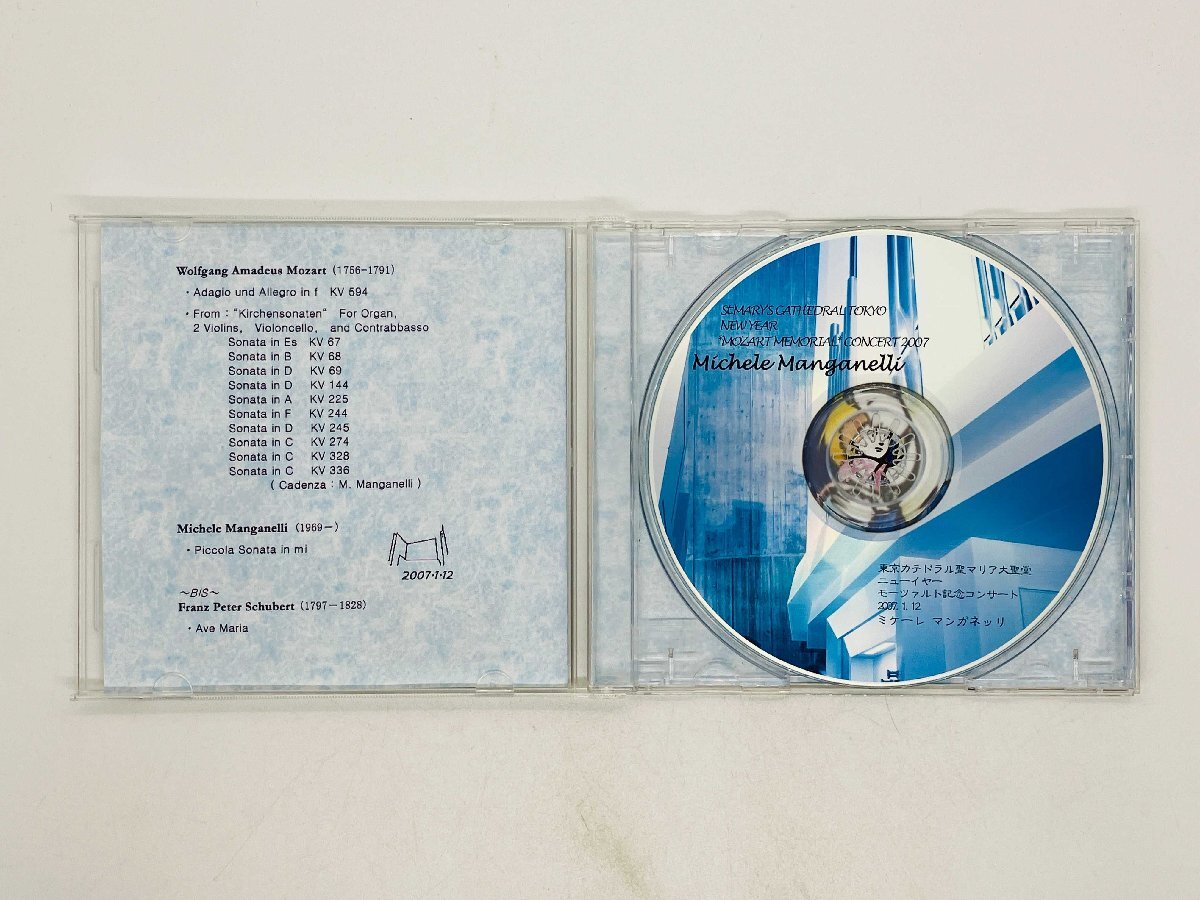 Wolfgang Amadeus Mozart (1756-1791)
・Adagio und Allegro in f KV 594
・From : "Kirchensonaten" For Organ,
2 Violins, Violoncello, and Contrabbasso
Sonata in Es KV 67
Sonata in B KV 68
Sonata in D KV 69
Sonata in D KV 144
Sonata in A KV 225
Sonata in F KV 244
Sonata in D KV 245
Sonata in C KV 274
Sonata in C KV 328
Sonata in C KV 336
( Cadenza : M. Manganelli )
Michele Manganelli (1969-)
・Piccola Sonata in mi
2007・1・12
～BIS～
Franz Peter Schubert (1797-1828)
・Ave Maria
St.MARY'S CATHEDRAL TOKYO
NEW YEAR
"MOZART MEMORIAL" CONCERT 2007
Michele Manganelli
東京カテドラル聖マリア大聖堂
ニューイヤー
モーツァルト記念コンサート
2007. 1. 12
ミケーレ マンガネッリ